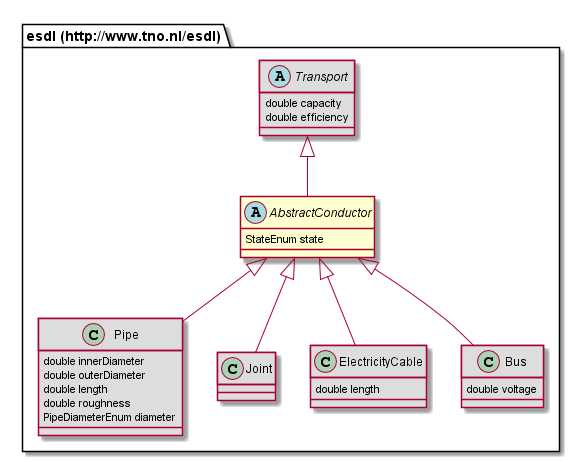 esdl (http://www.tno.nl/esdl)
A Transport
double capacity
double efficiency
A AbstractConductor
StateEnum state
C Pipe
double innerDiameter
double outerDiameter
double length
double roughness
PipeDiameterEnum diameter
C Joint
C ElectricityCable
double length
C Bus
double voltage